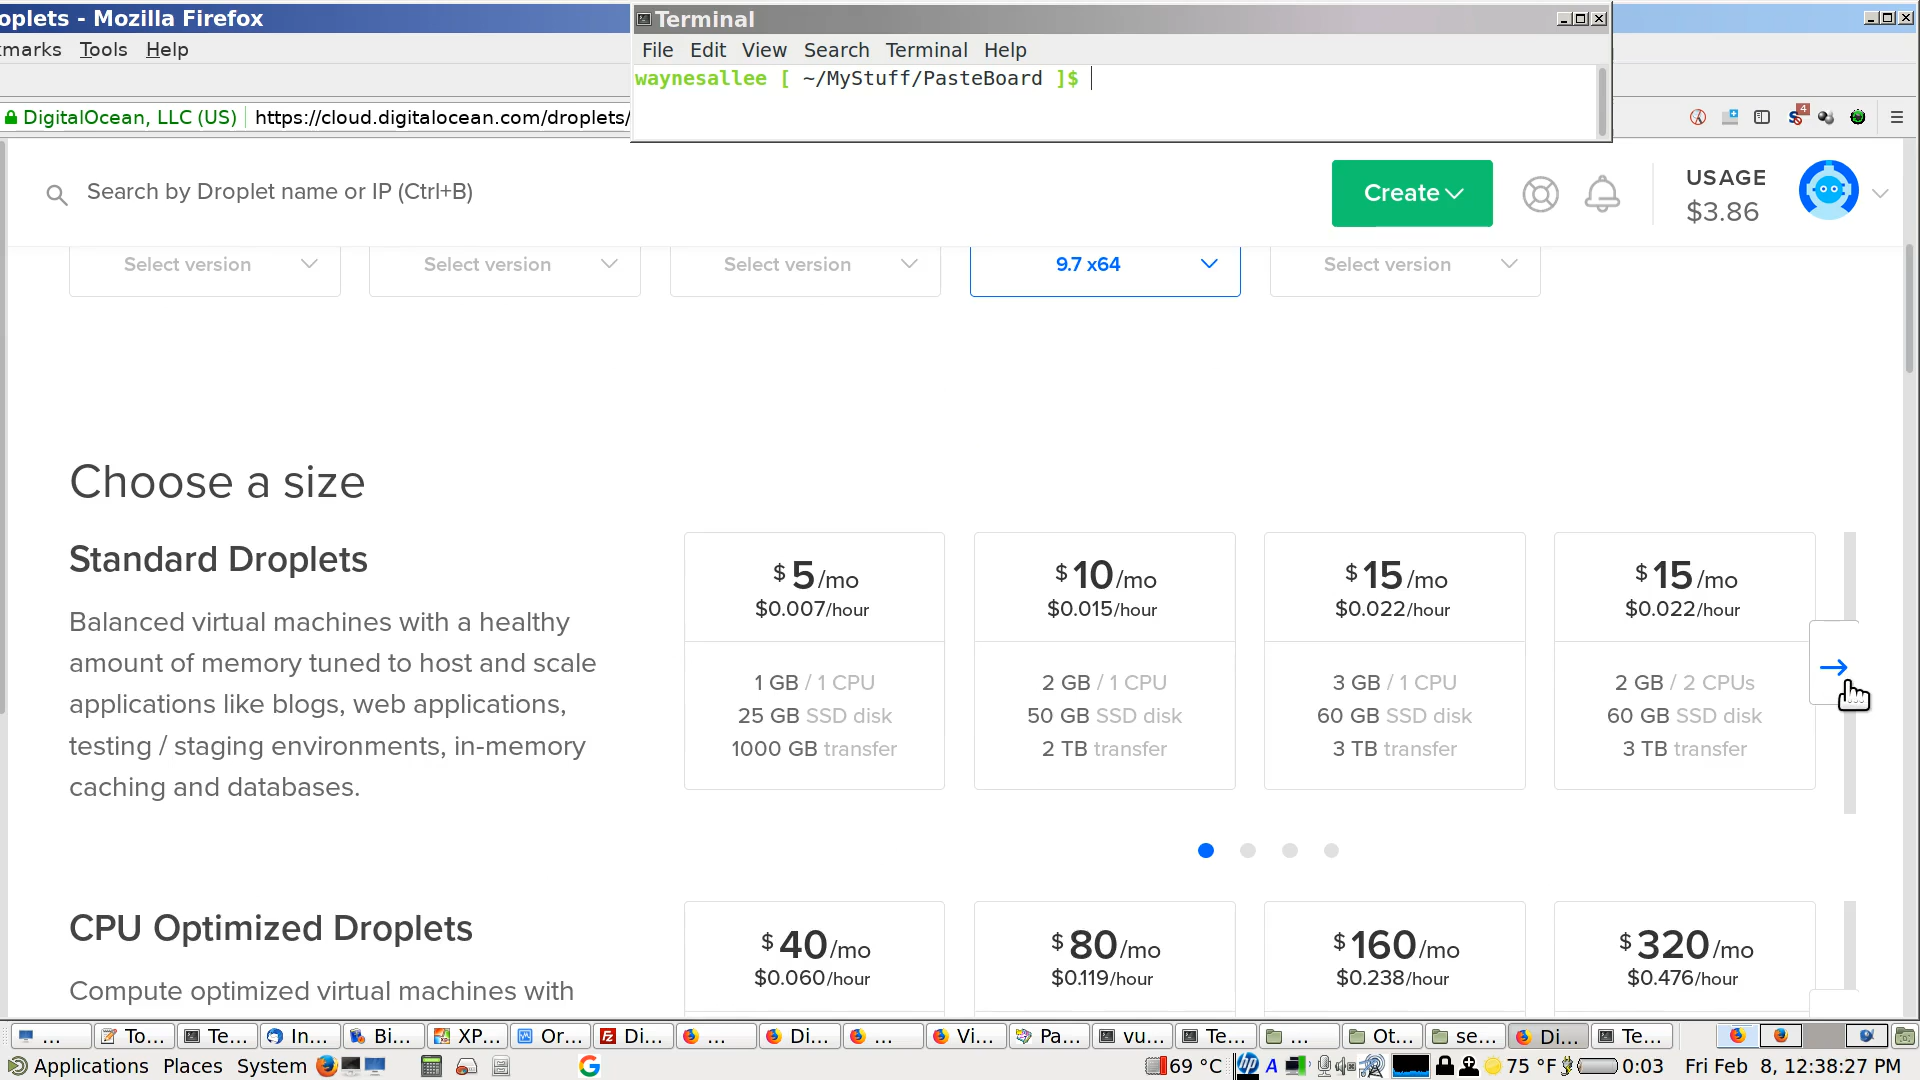 oplets - Mozilla Firefox
Terminal
kmarks Tools Help
File Edit View Search Terminal Help
waynesallee [ ~/MyStuff/PasteBoard ]$
DigitalOcean, LLC (US) https://cloud.digitalocean.com/droplets/
4
Search by Droplet name or IP (Ctrl+B)
Create
USAGE
$3.86
Select version
Select version
Select version
9.7 x64
Select version
Choose a size
Standard Droplets
Balanced virtual machines with a healthy
amount of memory tuned to host and scale
applications like blogs, web applications,
testing / staging environments, in-memory
caching and databases.
$5/mo
$0.007/hour
1 GB / 1 CPU
25 GB SSD disk
1000 GB transfer
$10/mo
$0.015/hour
2 GB / 1 CPU
50 GB SSD disk
2 TB transfer
$15/mo
$0.022/hour
3 GB / 1 CPU
60 GB SSD disk
3 TB transfer
$15/mo
$0.022/hour
2 GB / 2 CPUs
60 GB SSD disk
3 TB transfer
CPU Optimized Droplets
Compute optimized virtual machines with
$40/mo
$0.060/hour
$80/mo
$0.119/hour
$160/mo
$0.238/hour
$320/mo
$0.476/hour
... To... Te... In... Bi... XP... Or... Di... ... Di... ... Vi... Pa... vu... Te... ... Ot... se... Di... Te...
Applications Places System G 69 °C hp A 75 °F 0:03 Fri Feb 8, 12:38:27 PM